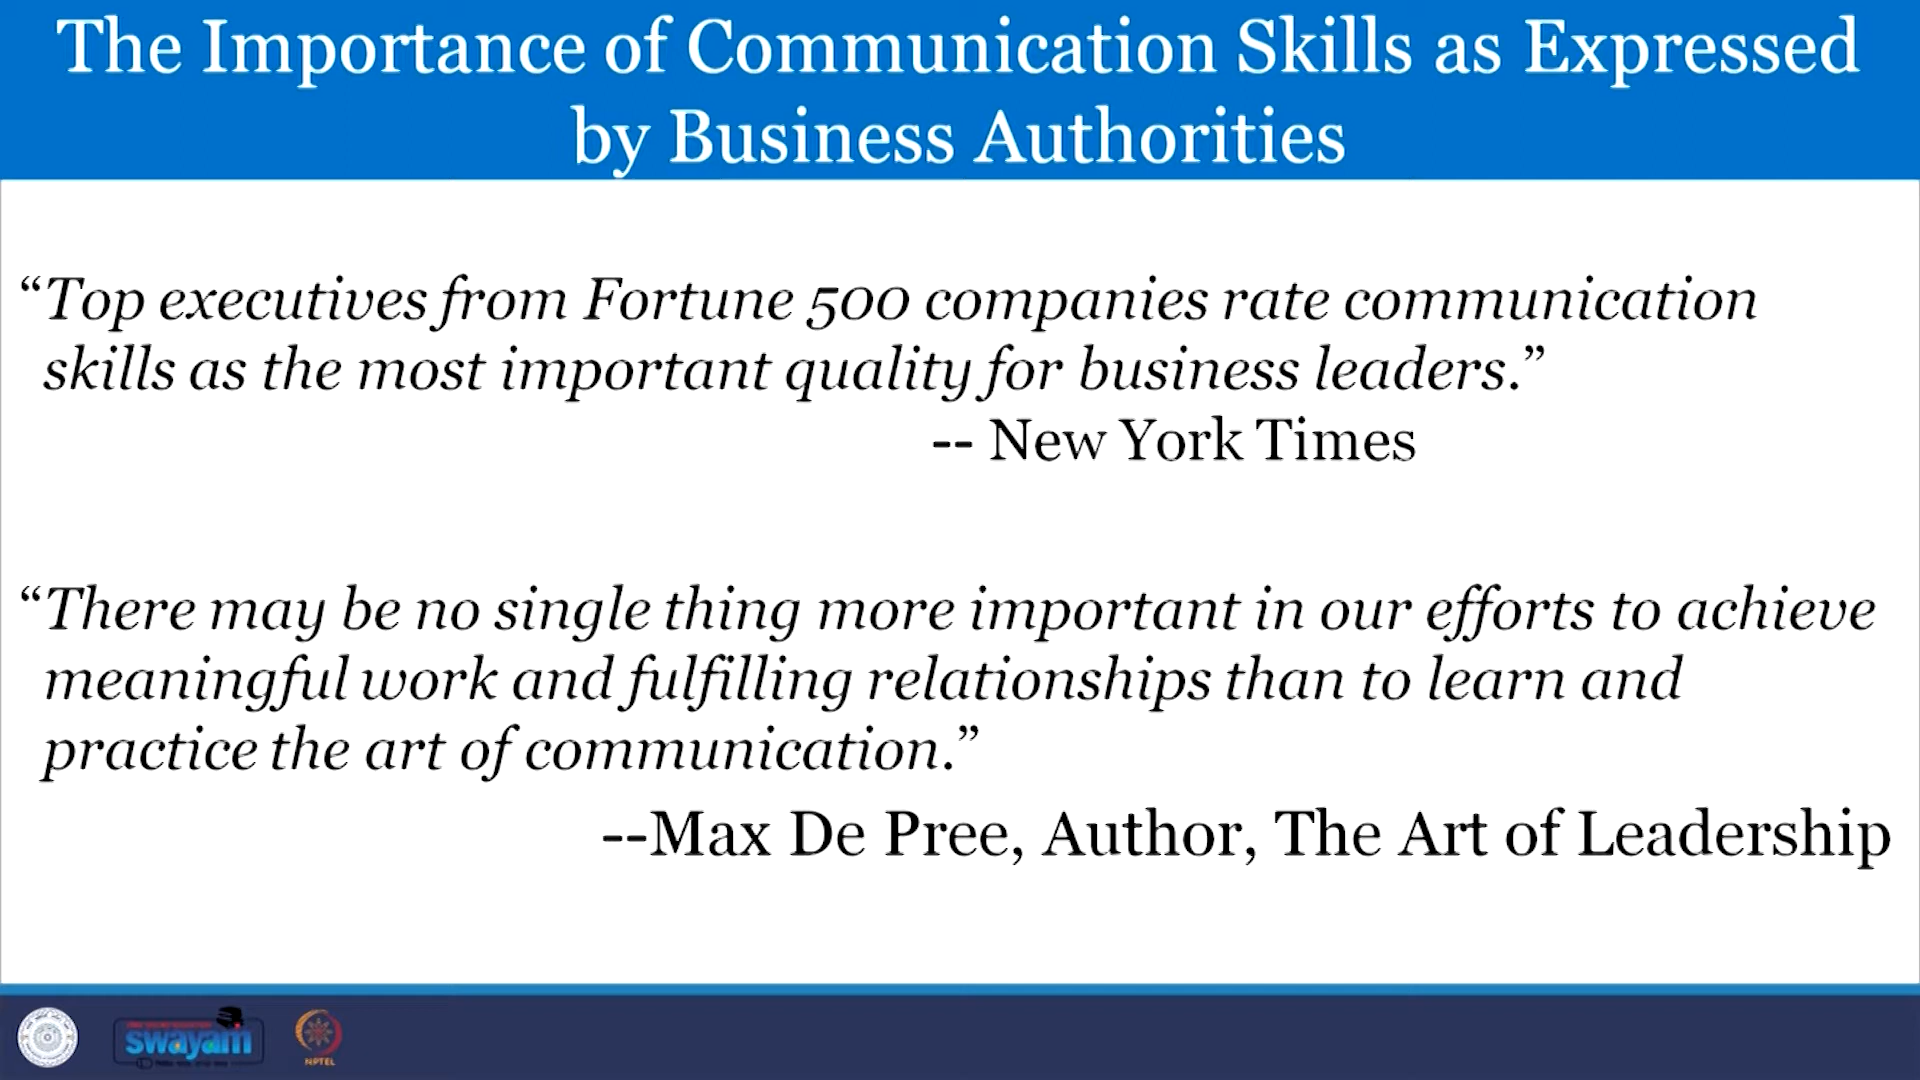 The Importance of Communication Skills as Expressed
by Business Authorities
“Top executives from Fortune 500 companies rate communication
skills as the most important quality for business leaders.”
-- New York Times
“There may be no single thing more important in our efforts to achieve
meaningful work and fulfilling relationships than to learn and
practice the art of communication.”
--Max De Pree, Author, The Art of Leadership
swayam
NPTEL